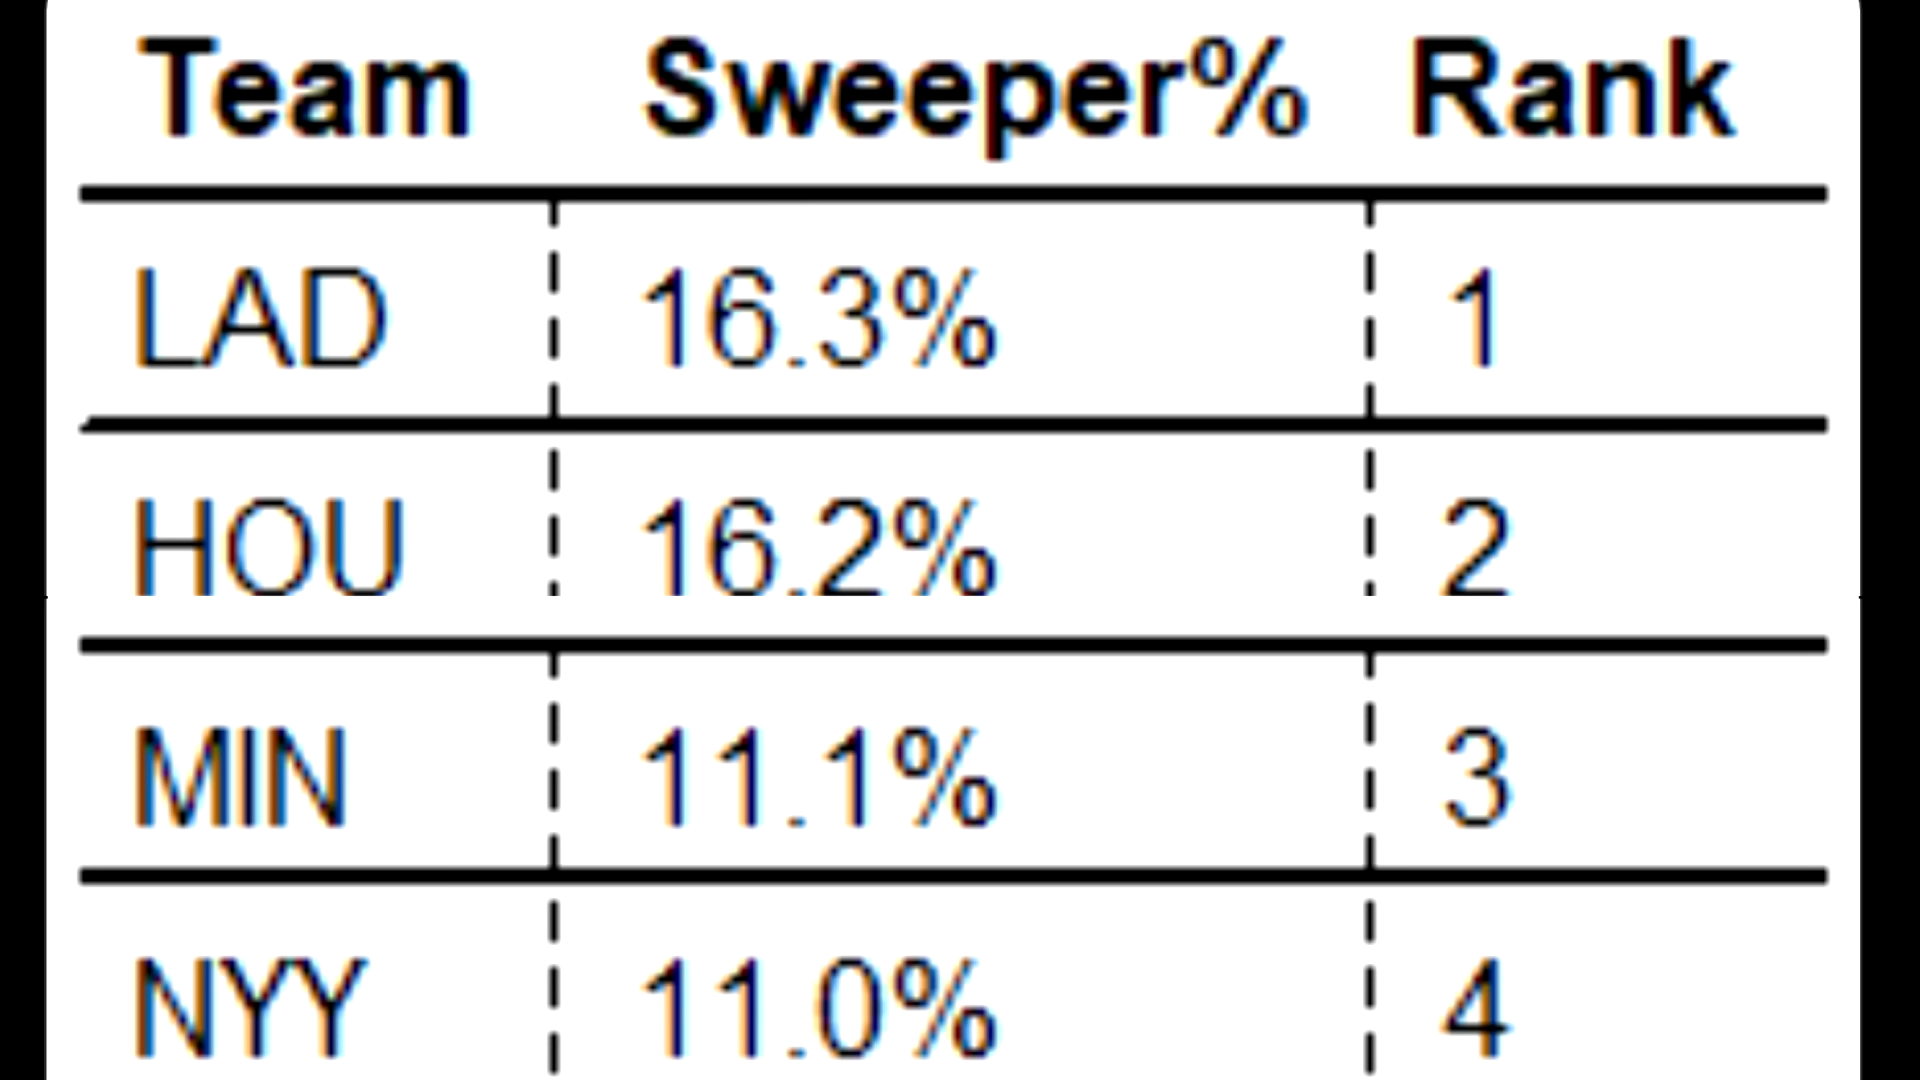 Team Sweeper% Rank
LAD 16.3% 1
HOU 16.2% 2
MIN 11.1% 3
NYY 11.0% 4